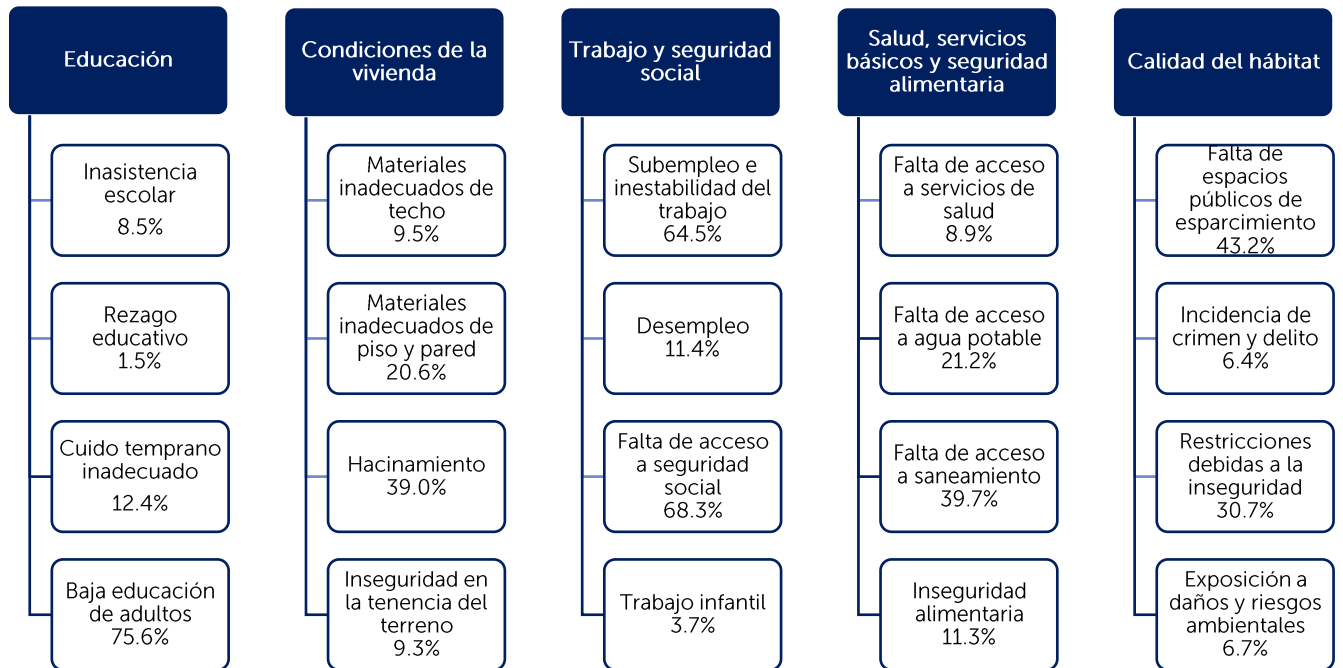 Educación
Inasistencia
escolar
8.5%
Rezago
educativo
1.5%
Cuido temprano
inadecuado
12.4%
Baja educación
de adultos
75.6%
Condiciones de la
vivienda
Materiales
inadecuados de
techo
9.5%
Materiales
inadecuados de
piso y pared
20.6%
Hacinamiento
39.0%
Inseguridad en
la tenencia del
terreno
9.3%
Trabajo y seguridad
social
Subempleo e
inestabilidad del
trabajo
64.5%
Desempleo
11.4%
Falta de acceso
a seguridad
social
68.3%
Trabajo infantil
3.7%
Salud, servicios
básicos y seguridad
alimentaria
Falta de acceso
a servicios de
salud
8.9%
Falta de acceso
a agua potable
21.2%
Falta de acceso
a saneamiento
39.7%
Inseguridad
alimentaria
11.3%
Calidad del hábitat
Falta de
espacios
públicos de
esparcimiento
43.2%
Incidencia de
crimen y delito
6.4%
Restricciones
debidas a la
inseguridad
30.7%
Exposición a
daños y riesgos
ambientales
6.7%